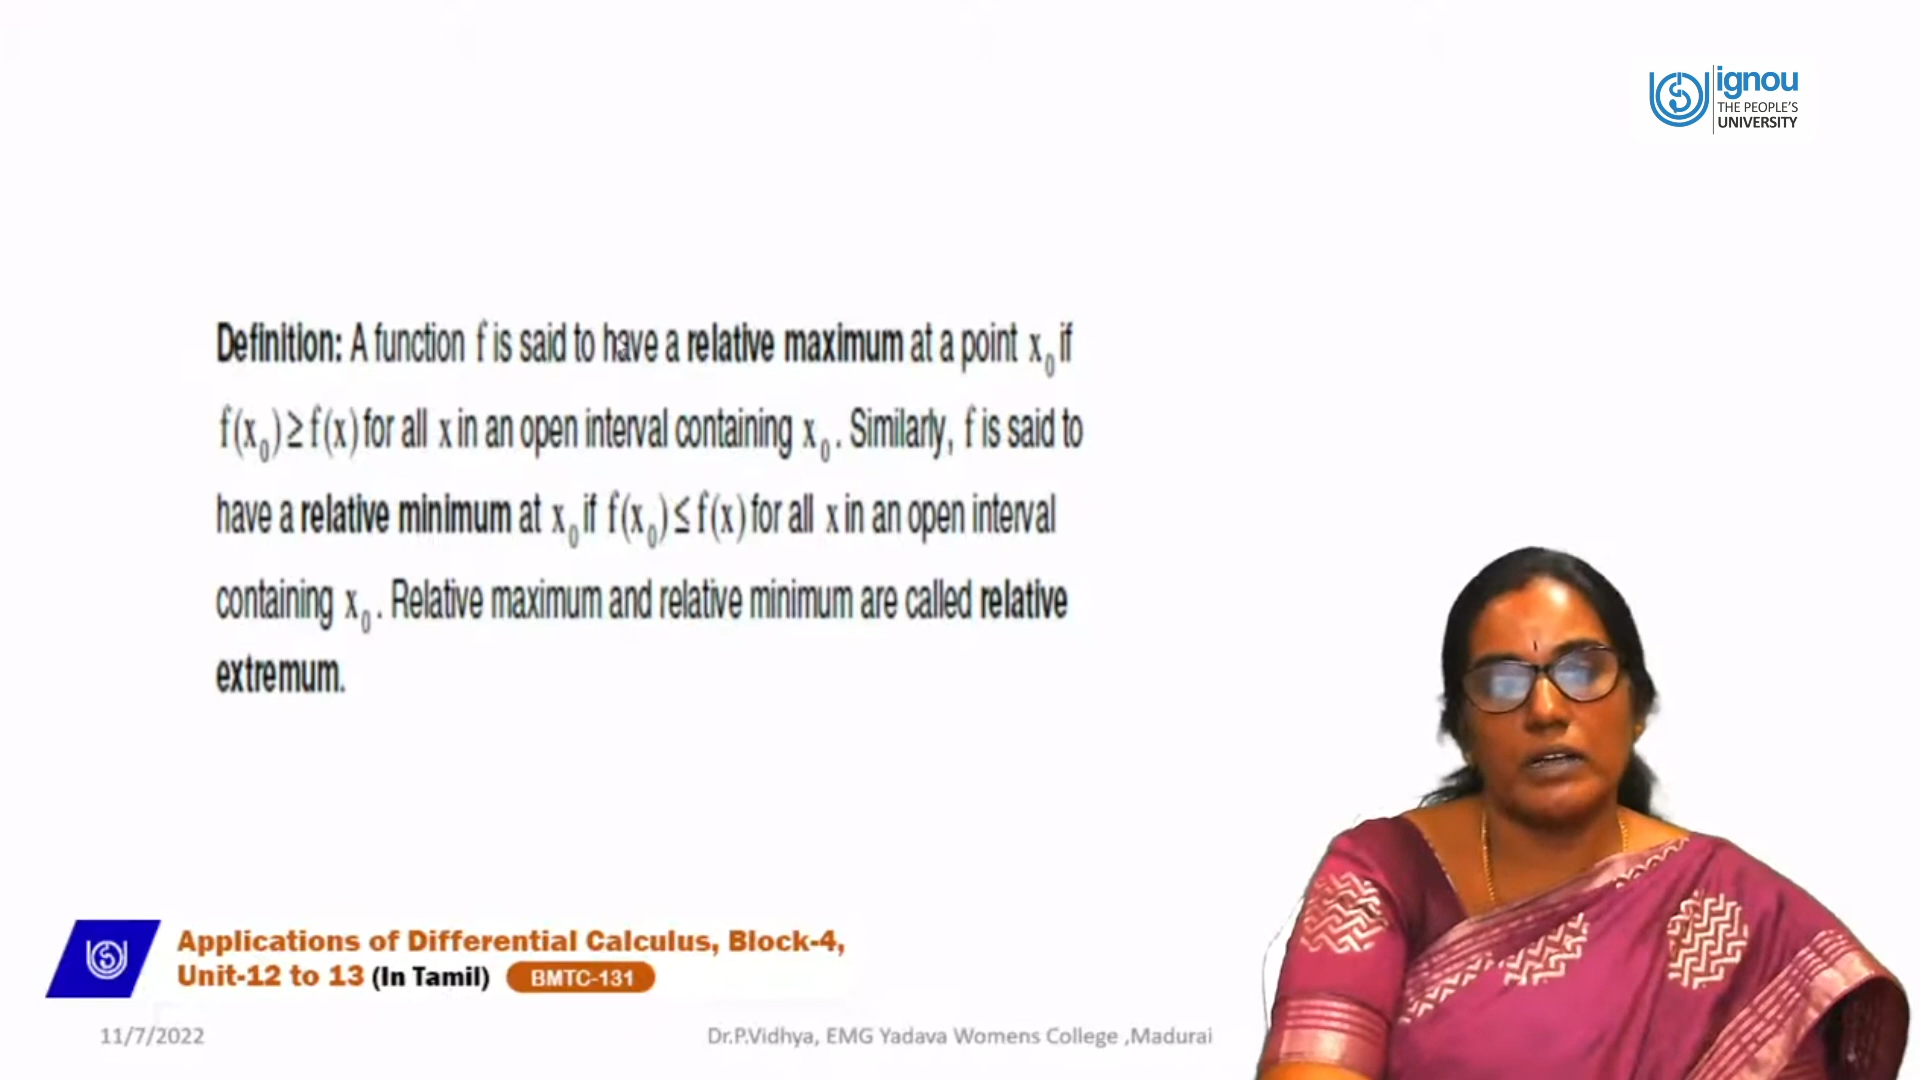 ignou
THE PEOPLE'S
UNIVERSITY
Definition: A function f is said to have a relative maximum at a point x₀ if
f(x₀) ≥ f(x) for all x in an open interval containing x₀. Similarly, f is said to
have a relative minimum at x₀ if f(x₀) ≤ f(x) for all x in an open interval
containing x₀. Relative maximum and relative minimum are called relative
extremum.
Applications of Differential Calculus, Block-4,
Unit-12 to 13 (In Tamil) BMTC-131
11/7/2022 Dr.P.Vidhya, EMG Yadava Womens College ,Madurai